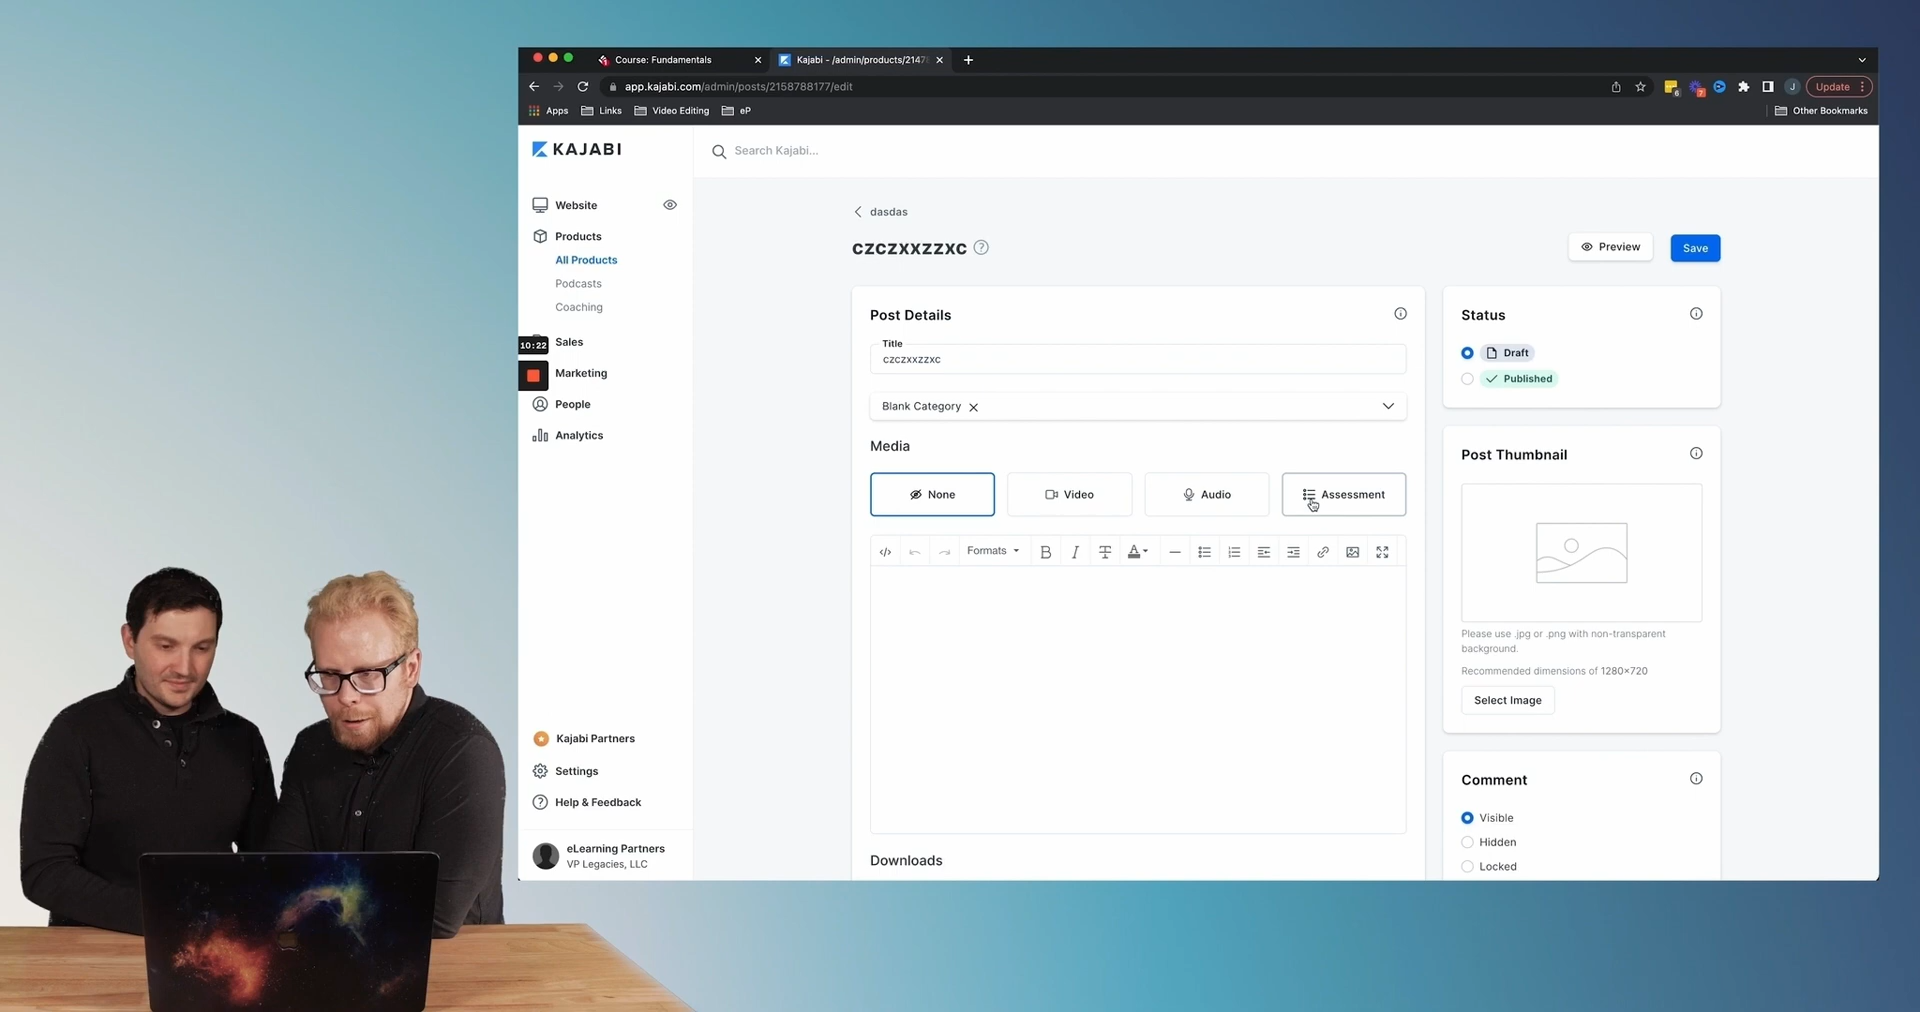 Course: Fundamentals
Kajabi - /admin/products/2147
app.kajabi.com/admin/posts/2158788177/edit
6
7
J
Update
Apps
Links
Video Editing
eP
Other Bookmarks
KAJABI
Search Kajabi...
Website
Products
All Products
Podcasts
Coaching
10:22
Sales
Marketing
People
Analytics
Kajabi Partners
Settings
Help & Feedback
eLearning Partners
VP Legacies, LLC
dasdas
czczxxzzxc
Preview
Save
Post Details
Title
czczxxzzxc
Blank Category
Media
None
Video
Audio
Assessment
Formats
Downloads
Status
Draft
Published
Post Thumbnail
Please use .jpg or .png with non-transparent
background.
Recommended dimensions of 1280×720
Select Image
Comment
Visible
Hidden
Locked